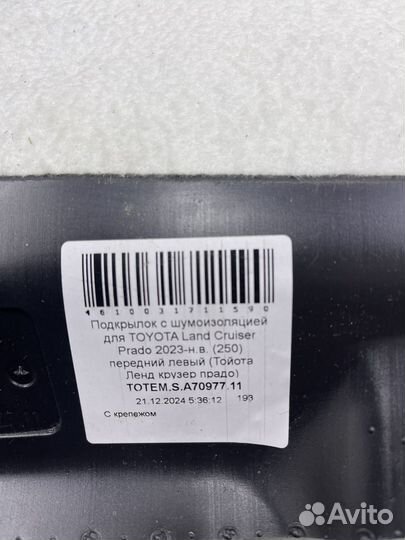 4610031711590
Подкрылок с шумоизоляцией
для TOYOTA Land Cruiser
Prado 2023-н.в. (250)
передний левый (Тойота
Ленд крузер прадо)
TOTEM.S.A70977.11
21.12.2024 5:36:12 193
С крепежом
Avito